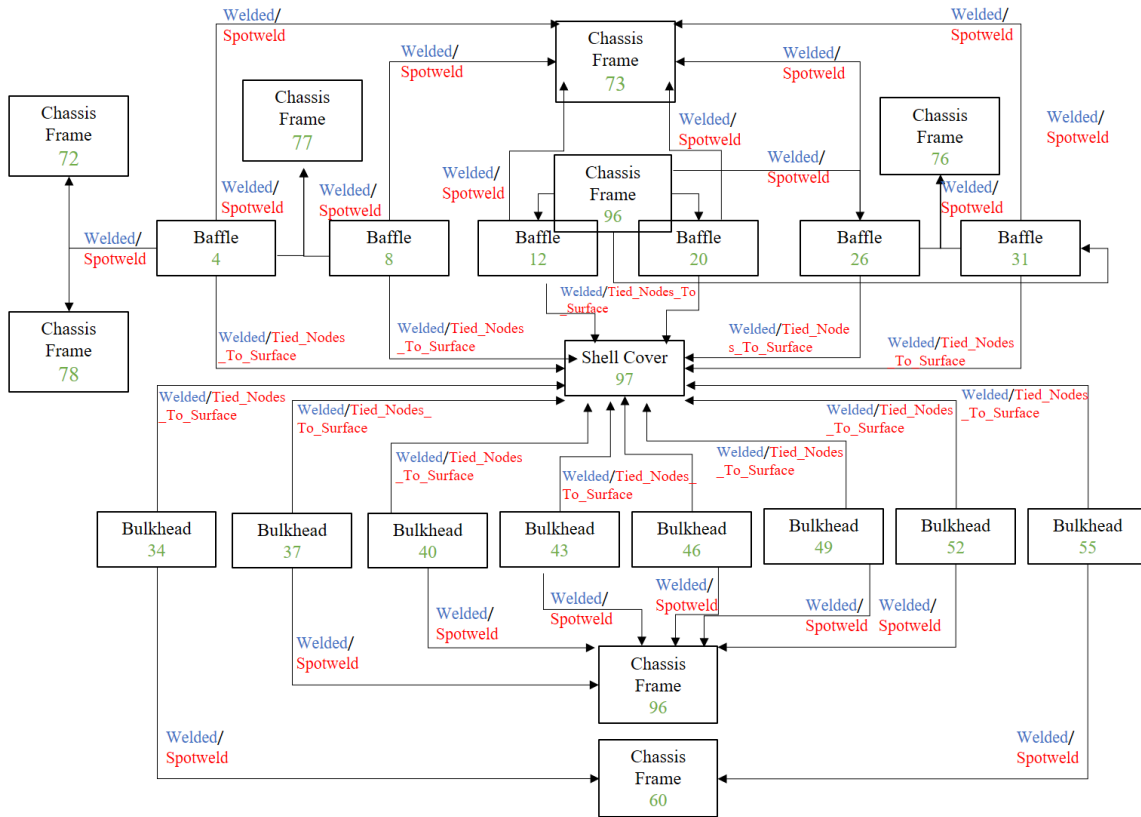 Welded/
Spotweld
Chassis
Frame
73
Welded/
Spotweld
Welded/
Spotweld
Welded/
Spotweld
Chassis
Frame
72
Chassis
Frame
77
Welded/
Spotweld
Welded/
Spotweld
Chassis
Frame
76
Welded/
Spotweld
Welded/
Spotweld
Welded/
Spotweld
Welded/
Spotweld
Welded/
Spotweld
Chassis
Frame
96
Welded/
Spotweld
Welded/
Spotweld
Baffle
4
Baffle
8
Baffle
12
Baffle
20
Baffle
26
Baffle
31
Chassis
Frame
78
Welded/Tied_Nodes
_To_Surface
Welded/Tied_Nodes
_To_Surface
Welded/Tied_Nodes_To
_Surface
Welded/Tied_Node
s_To_Surface
Welded/Tied_Nodes
_To_Surface
Shell Cover
97
Welded/Tied_Nodes
_To_Surface
Welded/Tied_Nodes_
To_Surface
Welded/Tied_Nodes
_To_Surface
Welded/Tied_Nodes_
To_Surface
Welded/Tied_Nodes
_To_Surface
Welded/Tied_Nodes
_To_Surface
Welded/Tied_Nodes
_To_Surface
Bulkhead
34
Bulkhead
37
Bulkhead
40
Bulkhead
43
Bulkhead
46
Bulkhead
49
Bulkhead
52
Bulkhead
55
Welded/
Spotweld
Welded/
Spotweld
Welded/
Spotweld
Welded/
Spotweld
Welded/
Spotweld
Welded/
Spotweld
Chassis
Frame
96
Welded/
Spotweld
Welded/
Spotweld
Chassis
Frame
60